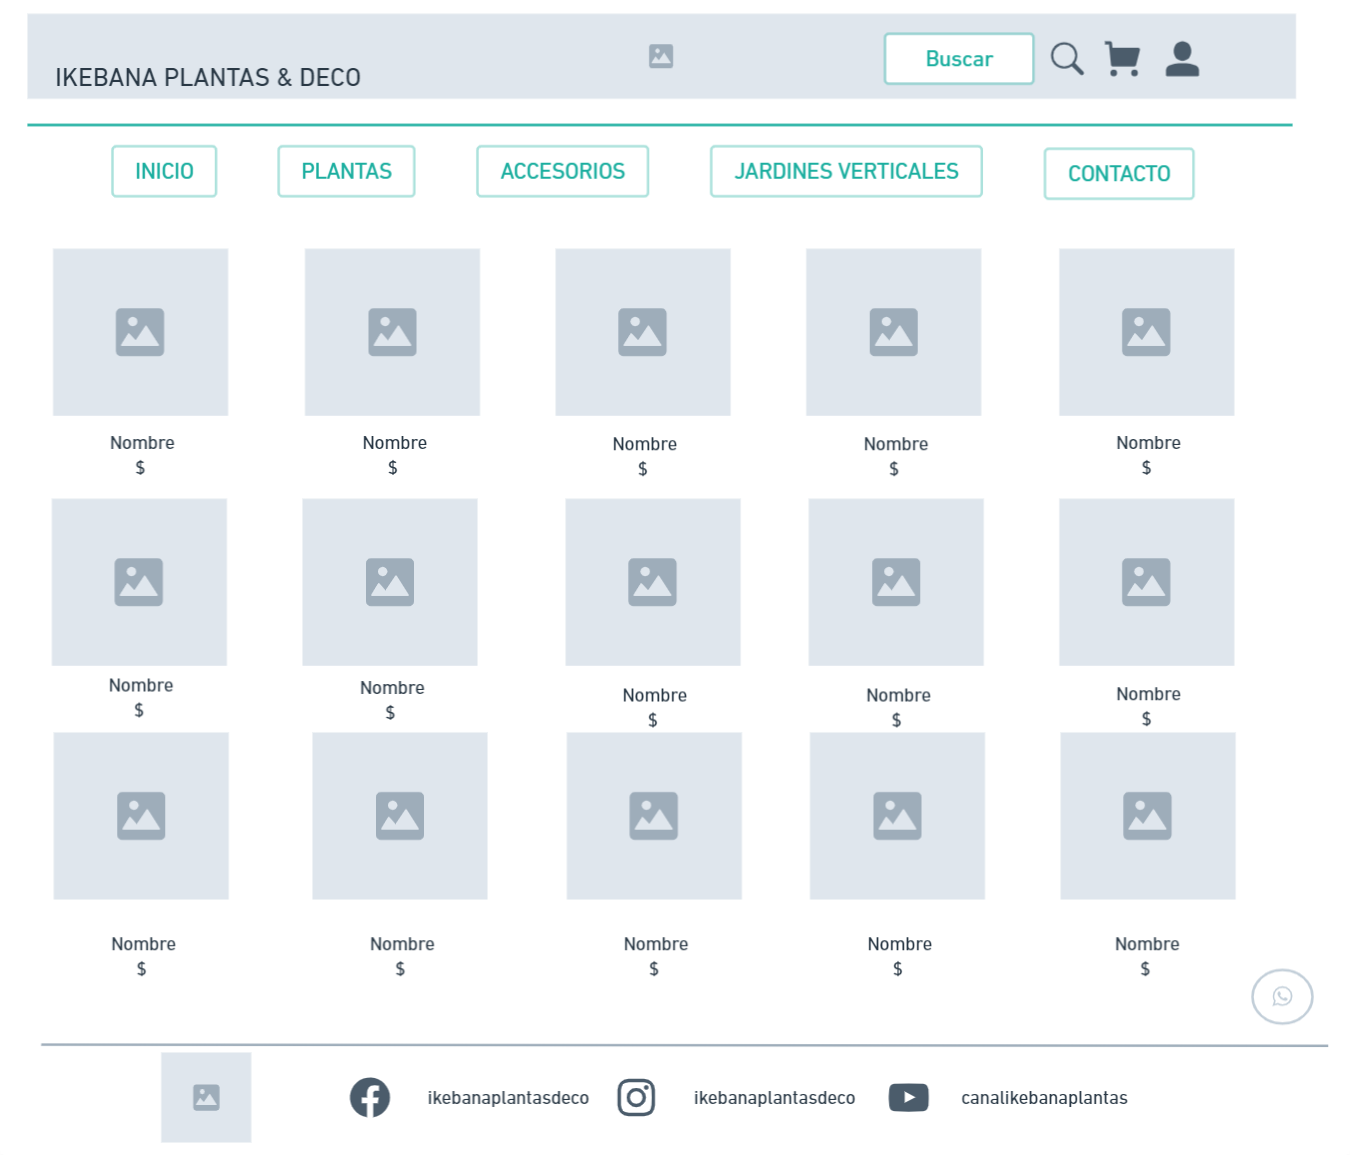 IKEBANA PLANTAS & DECO
Buscar
INICIO
PLANTAS
ACCESORIOS
JARDINES VERTICALES
CONTACTO
Nombre
$
Nombre
$
Nombre
$
Nombre
$
Nombre
$
Nombre
$
Nombre
$
Nombre
$
Nombre
$
Nombre
$
Nombre
$
Nombre
$
Nombre
$
Nombre
$
Nombre
$
ikebanaplantasdeco
ikebanaplantasdeco
canalikebanaplantas